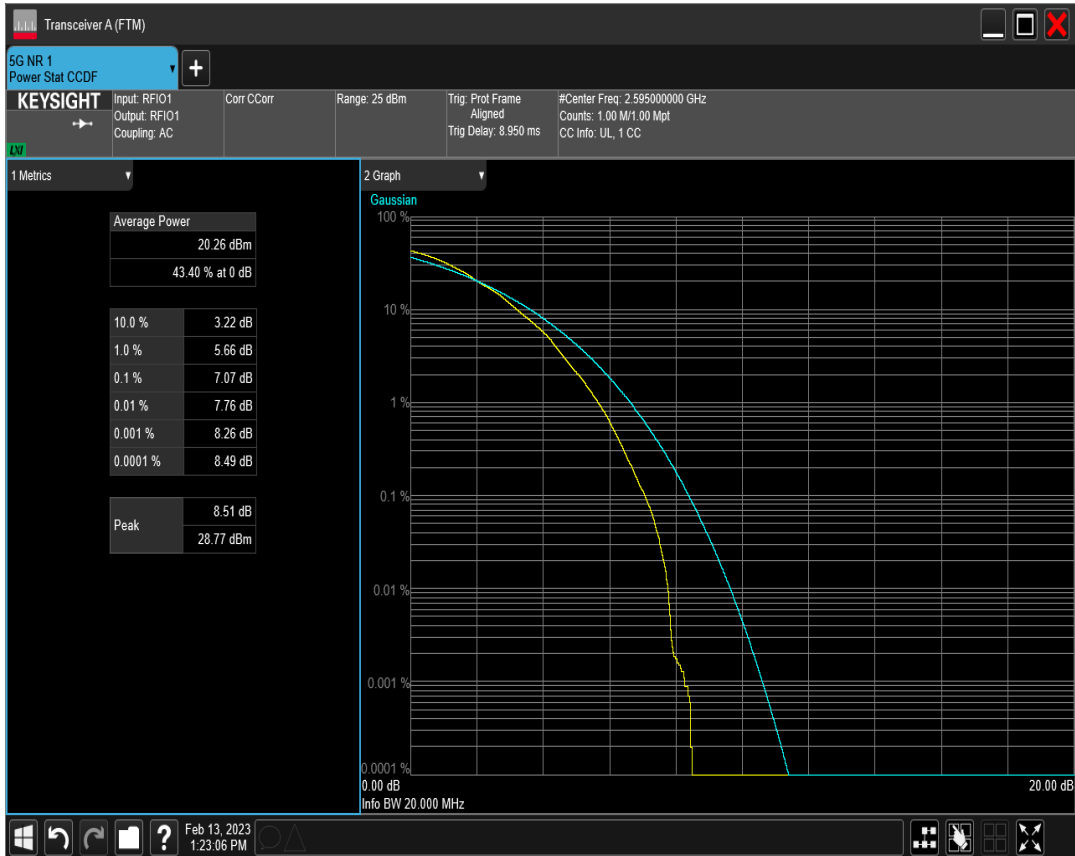 Transceiver A (FTM)
5G NR 1
Power Stat CCDF
+
KEYSIGHT
LXI
Input: RFIO1
Output: RFIO1
Coupling: AC
Corr CCorr
Range: 25 dBm
Trig: Prot Frame
Aligned
Trig Delay: 8.950 ms
#Center Freq: 2.595000000 GHz
Counts: 1.00 M/1.00 Mpt
CC Info: UL, 1 CC
1 Metrics
Average Power
20.26 dBm
43.40 % at 0 dB
10.0 % 3.22 dB
1.0 % 5.66 dB
0.1 % 7.07 dB
0.01 % 7.76 dB
0.001 % 8.26 dB
0.0001 % 8.49 dB
Peak
8.51 dB
28.77 dBm
2 Graph
Gaussian
100 %
10 %
1 %
0.1 %
0.01 %
0.001 %
0.0001 %
0.00 dB 20.00 dB
Info BW 20.000 MHz
?
Feb 13, 2023
1:23:06 PM